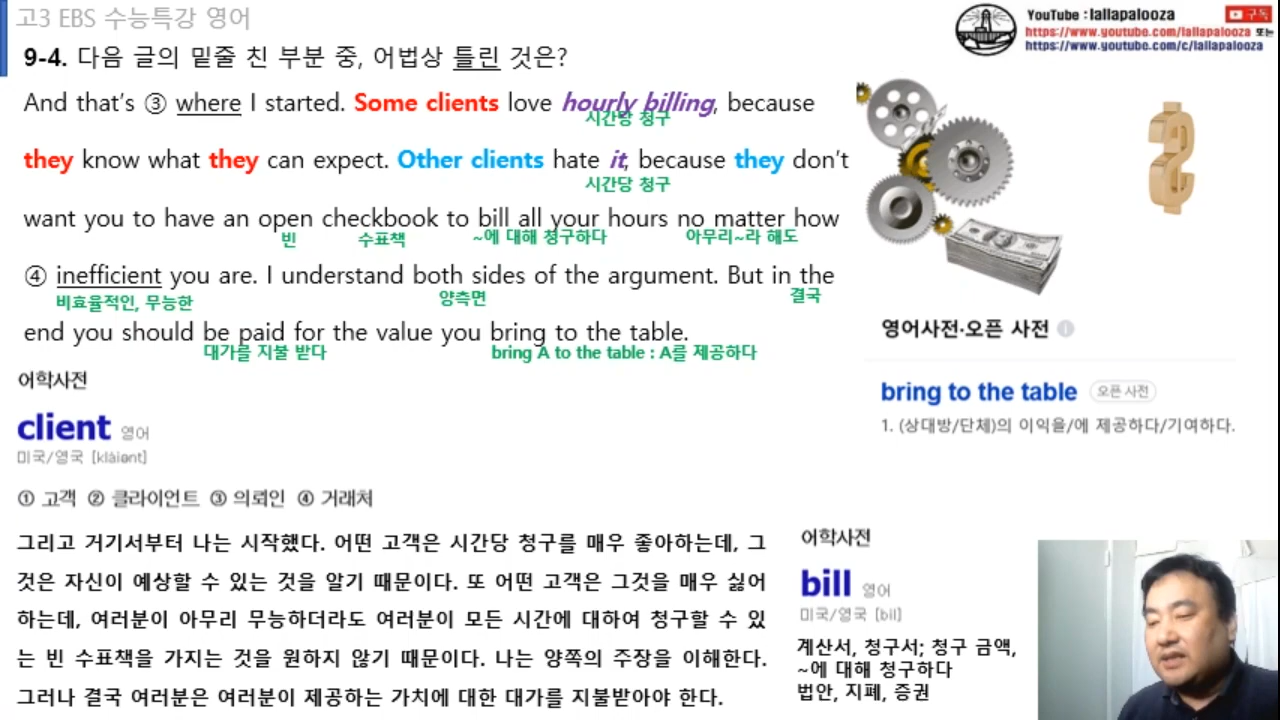 고3 EBS 수능특강 영어
YouTube : lallapalooza
구독
https://www.youtube.com/lallapalooza 또는
https://www.youtube.com/c/lallapalooza
9-4. 다음 글의 밑줄 친 부분 중, 어법상 틀린 것은?
And that's ③ where I started. Some clients love hourly billing, because
시간당 청구
they know what they can expect. Other clients hate it, because they don't
시간당 청구
want you to have an open checkbook to bill all your hours no matter how
빈 수표책 ~에 대해 청구하다 아무리~라 해도
④ inefficient you are. I understand both sides of the argument. But in the
비효율적인, 무능한 양측면 결국
end you should be paid for the value you bring to the table.
대가를 지불 받다 bring A to the table : A를 제공하다
영어사전·오픈 사전
bring to the table 오픈 사전
1. (상대방/단체)의 이익을/에 제공하다/기여하다.
어학사전
client 영어
미국/영국 [klàiənt]
① 고객 ② 클라이언트 ③ 의뢰인 ④ 거래처
그리고 거기서부터 나는 시작했다. 어떤 고객은 시간당 청구를 매우 좋아하는데, 그
것은 자신이 예상할 수 있는 것을 알기 때문이다. 또 어떤 고객은 그것을 매우 싫어
하는데, 여러분이 아무리 무능하더라도 여러분이 모든 시간에 대하여 청구할 수 있
는 빈 수표책을 가지는 것을 원하지 않기 때문이다. 나는 양쪽의 주장을 이해한다.
그러나 결국 여러분은 여러분이 제공하는 가치에 대한 대가를 지불받아야 한다.
어학사전
bill 영어
미국/영국 [bil]
계산서, 청구서; 청구 금액,
~에 대해 청구하다
법안, 지폐, 증권